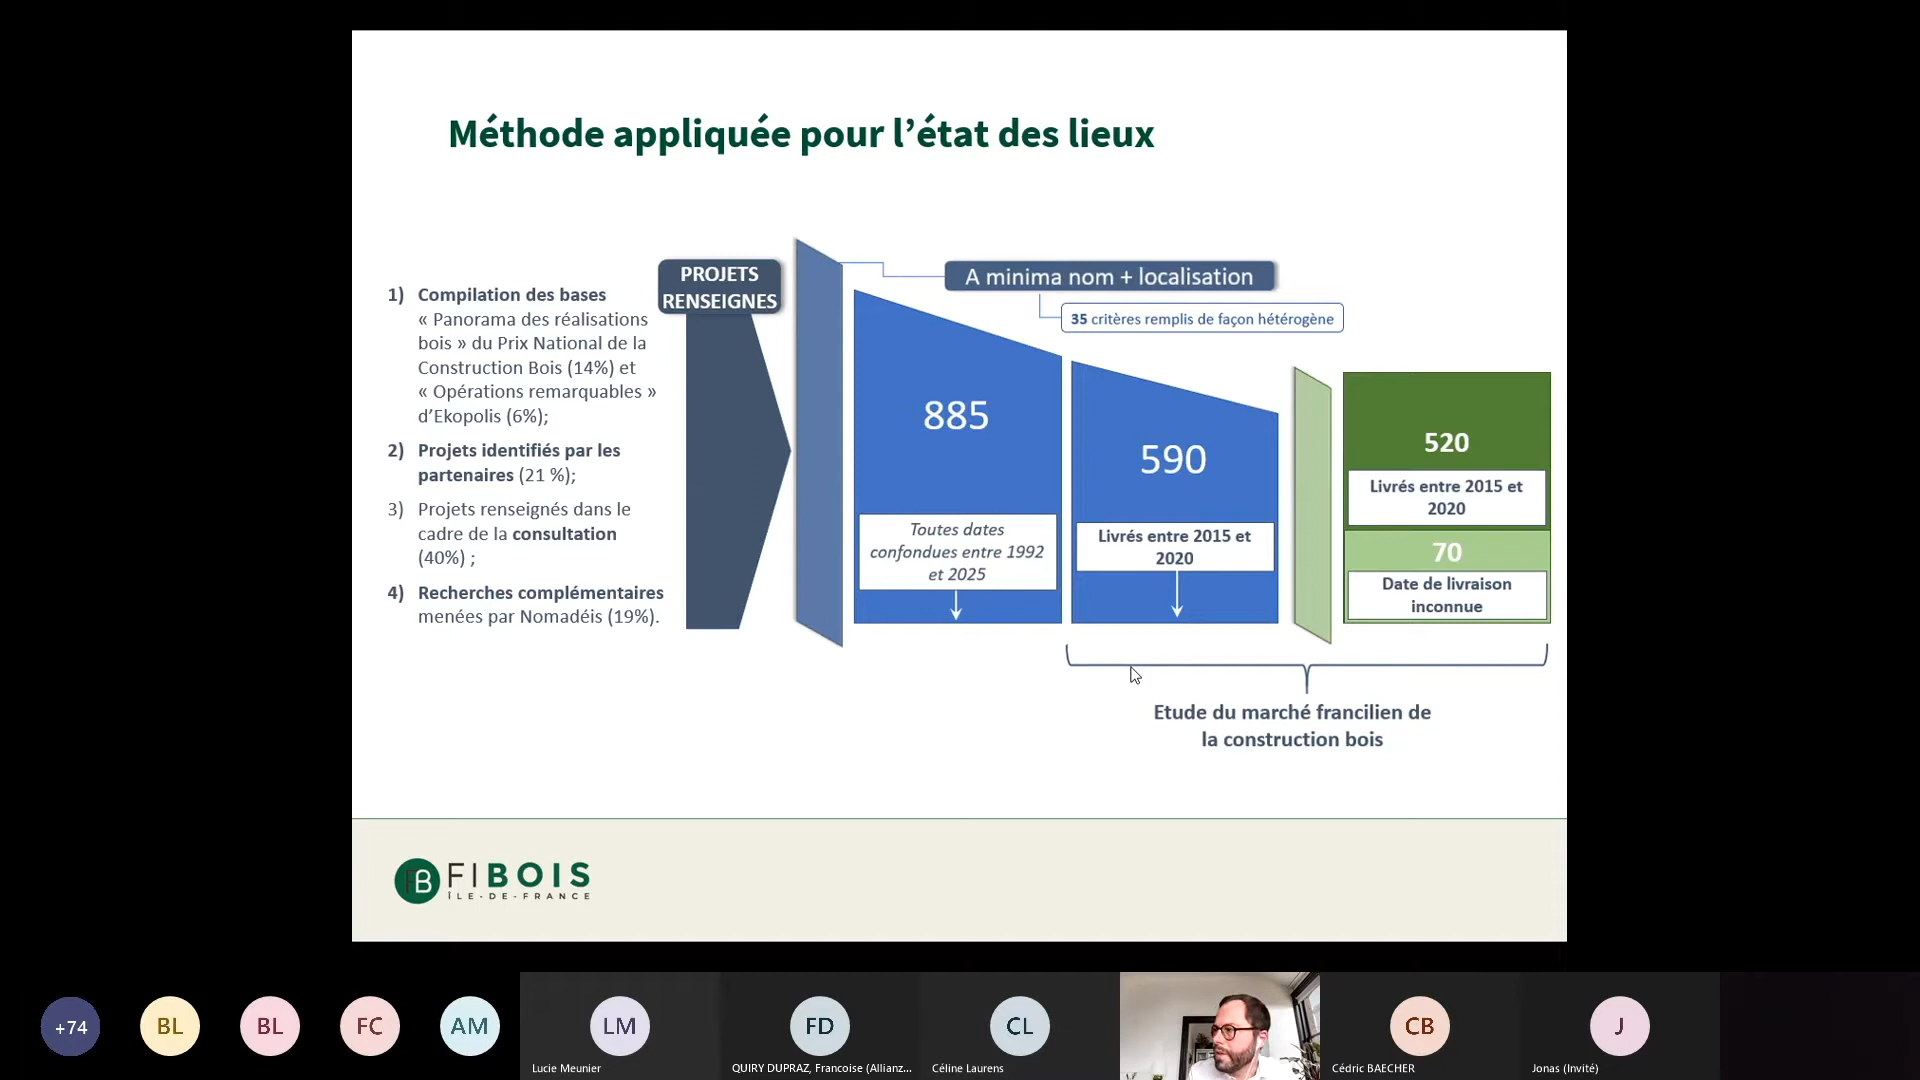 Méthode appliquée pour l’état des lieux
1) Compilation des bases
« Panorama des réalisations
bois » du Prix National de la
Construction Bois (14%) et
« Opérations remarquables »
d’Ekopolis (6%);
2) Projets identifiés par les
partenaires (21 %);
3) Projets renseignés dans le
cadre de la consultation
(40%) ;
4) Recherches complémentaires
menées par Nomadéis (19%).
PROJETS
RENSEIGNES
A minima nom + localisation
35 critères remplis de façon hétérogène
885
Toutes dates
confondues entre 1992
et 2025
590
Livrés entre 2015 et
2020
520
Livrés entre 2015 et
2020
70
Date de livraison
inconnue
Etude du marché francilien de
la construction bois
FB FIBOIS
ÎLE-DE-FRANCE
+74
BL
BL
FC
AM
LM
Lucie Meunier
FD
QUIRY DUPRAZ, Francoise (Allianz...
CL
Céline Laurens
CB
Cédric BAECHER
J
Jonas (Invité)